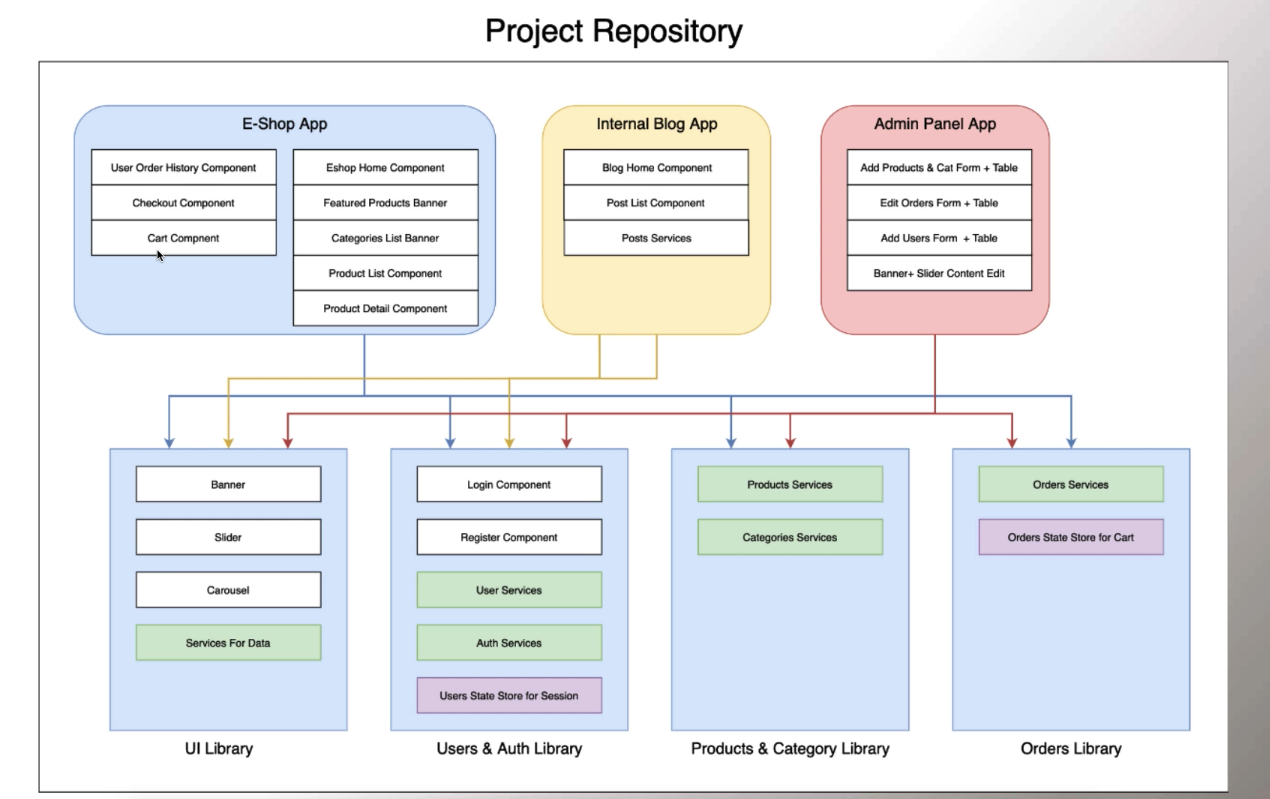 Project Repository
E-Shop App
User Order History Component
Checkout Component
Cart Compnent
Eshop Home Component
Featured Products Banner
Categories List Banner
Product List Component
Product Detail Component
Internal Blog App
Blog Home Component
Post List Component
Posts Services
Admin Panel App
Add Products & Cat Form + Table
Edit Orders Form + Table
Add Users Form + Table
Banner+ Slider Content Edit
Banner
Slider
Carousel
Services For Data
UI Library
Login Component
Register Component
User Services
Auth Services
Users State Store for Session
Users & Auth Library
Products Services
Categories Services
Products & Category Library
Orders Services
Orders State Store for Cart
Orders Library